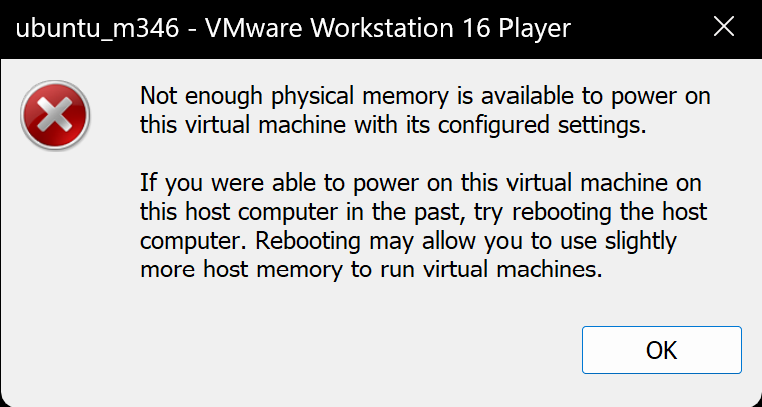 ubuntu_m346 - VMware Workstation 16 Player
Not enough physical memory is available to power on
this virtual machine with its configured settings.
If you were able to power on this virtual machine on
this host computer in the past, try rebooting the host
computer. Rebooting may allow you to use slightly
more host memory to run virtual machines.
OK